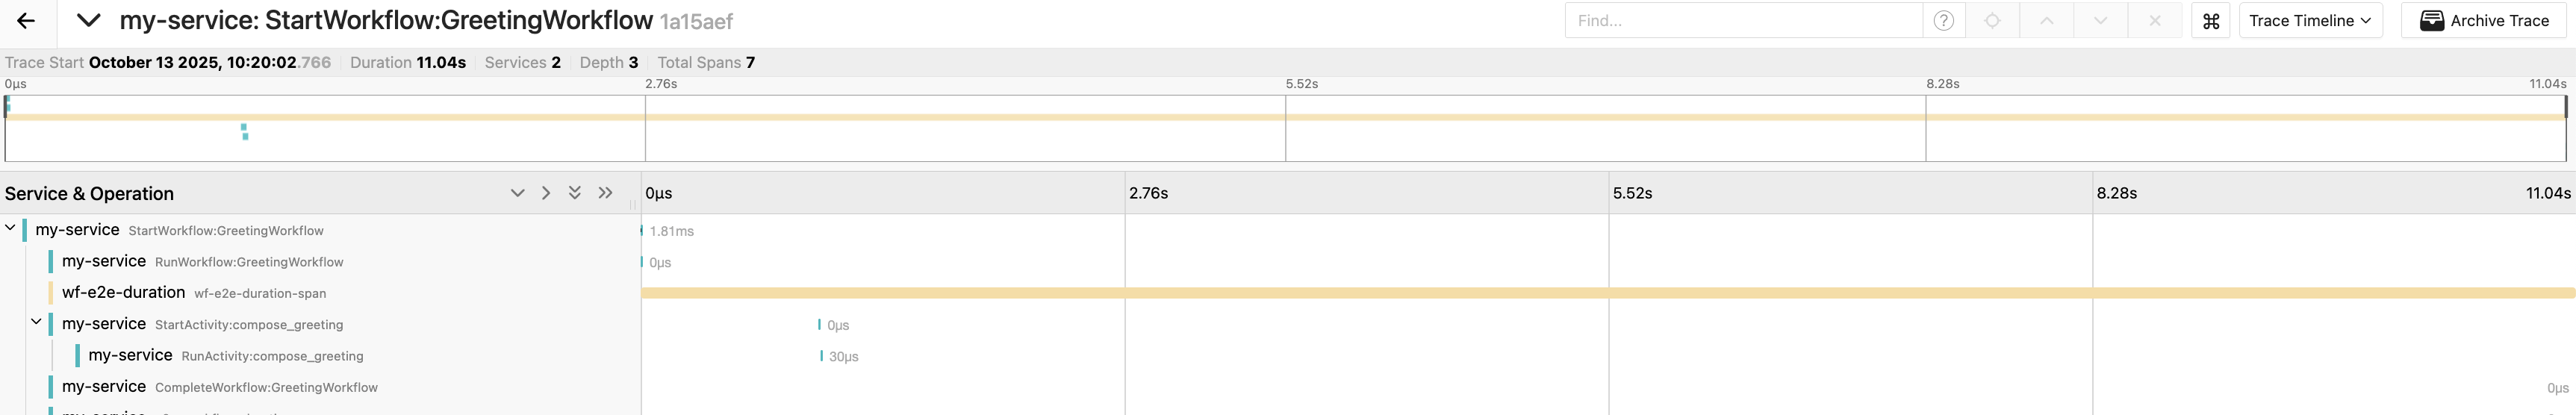 my-service: StartWorkflow:GreetingWorkflow 1a15aef Find... Trace Timeline Archive Trace
Trace Start October 13 2025, 10:20:02.766 Duration 11.04s Services 2 Depth 3 Total Spans 7
0μs 2.76s 5.52s 8.28s 11.04s
Service & Operation 0μs 2.76s 5.52s 8.28s 11.04s
my-service StartWorkflow:GreetingWorkflow 1.81ms
my-service RunWorkflow:GreetingWorkflow 0μs
wf-e2e-duration wf-e2e-duration-span
my-service StartActivity:compose_greeting 0μs
my-service RunActivity:compose_greeting 30μs
my-service CompleteWorkflow:GreetingWorkflow 0μs